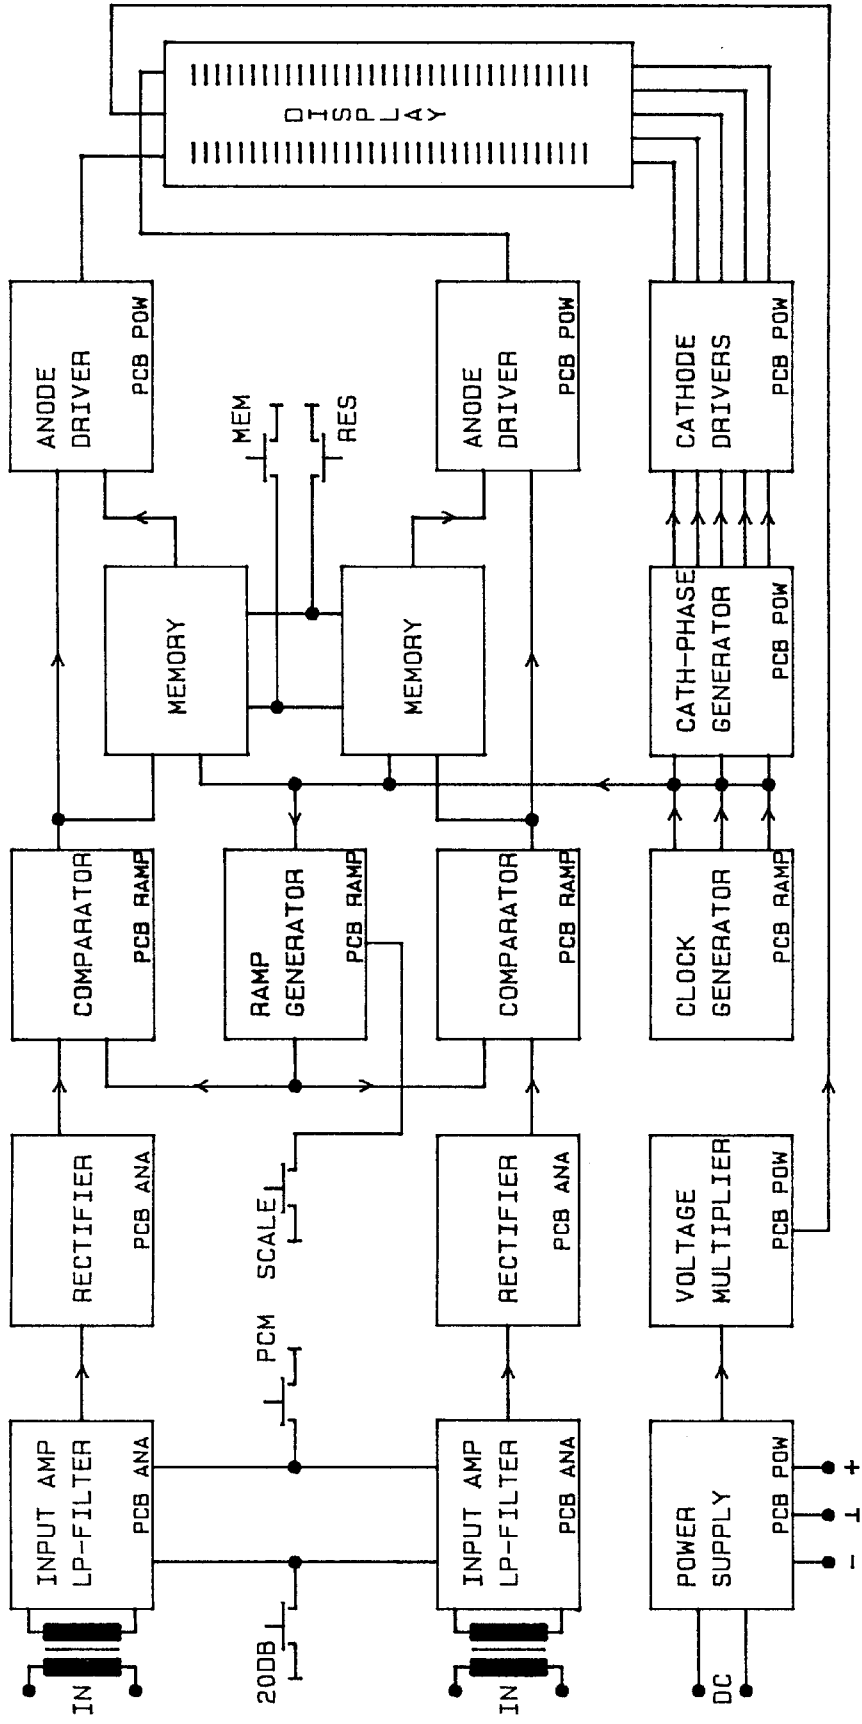 IN
INPUT AMP
LP-FILTER
PCB ANA
RECTIFIER
PCB ANA
COMPARATOR
PCB RAMP
ANODE
DRIVER
PCB POW
MEMORY
20DB
PCM
SCALE
RAMP
GENERATOR
PCB RAMP
MEM
RES
DISPLAY
MEMORY
IN
INPUT AMP
LP-FILTER
PCB ANA
RECTIFIER
PCB ANA
COMPARATOR
PCB RAMP
ANODE
DRIVER
PCB POW
DC
POWER
SUPPLY
PCB POW
- ⊥ +
VOLTAGE
MULTIPLIER
PCB POW
CLOCK
GENERATOR
PCB RAMP
CATH-PHASE
GENERATOR
PCB POW
CATHODE
DRIVERS
PCB POW